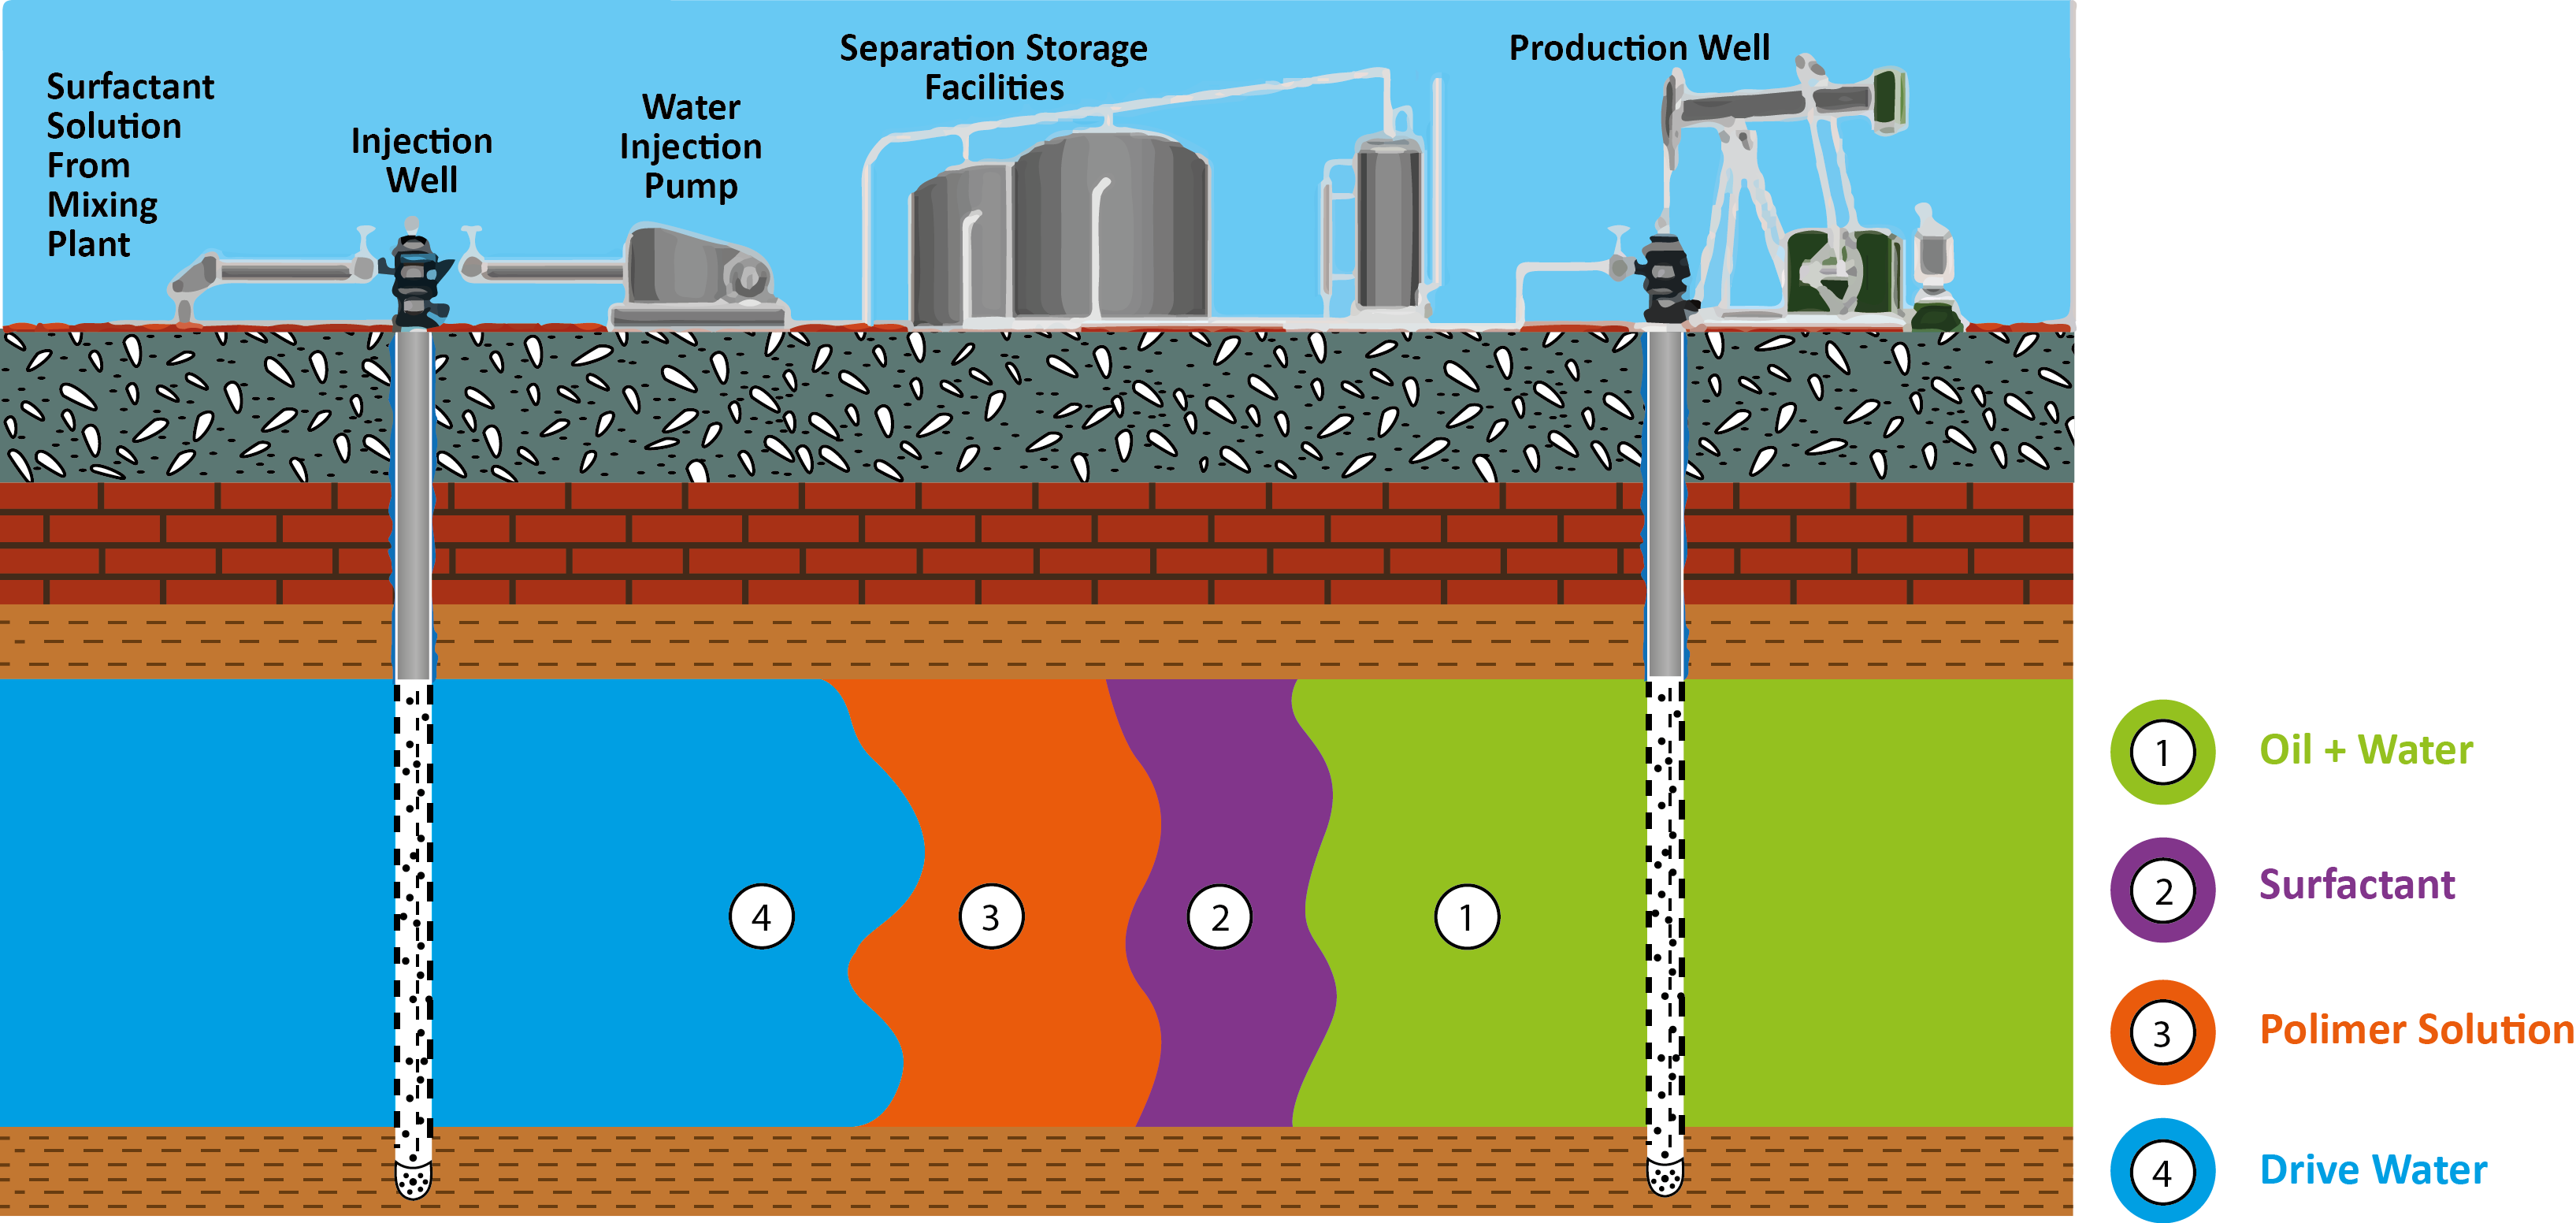 Surfactant
Solution
From
Mixing
Plant
Injection
Well
Water
Injection
Pump
Separation Storage
Facilities
Production Well
4
3
2
1
1 Oil + Water
2 Surfactant
3 Polimer Solution
4 Drive Water